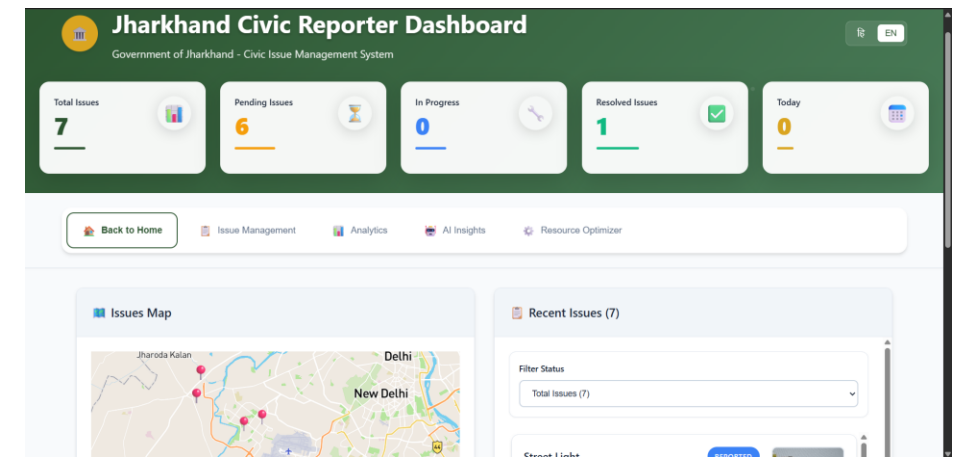 Jharkhand Civic Reporter Dashboard
Government of Jharkhand - Civic Issue Management System
हि EN
Total Issues
7
Pending Issues
6
In Progress
0
Resolved Issues
1
Today
0
Back to Home
Issue Management
Analytics
AI Insights
Resource Optimizer
Issues Map
Jharoda Kalan
Delhi
New Delhi
44
Recent Issues (7)
Filter Status
Total Issues (7)
Street Light
REPORTED